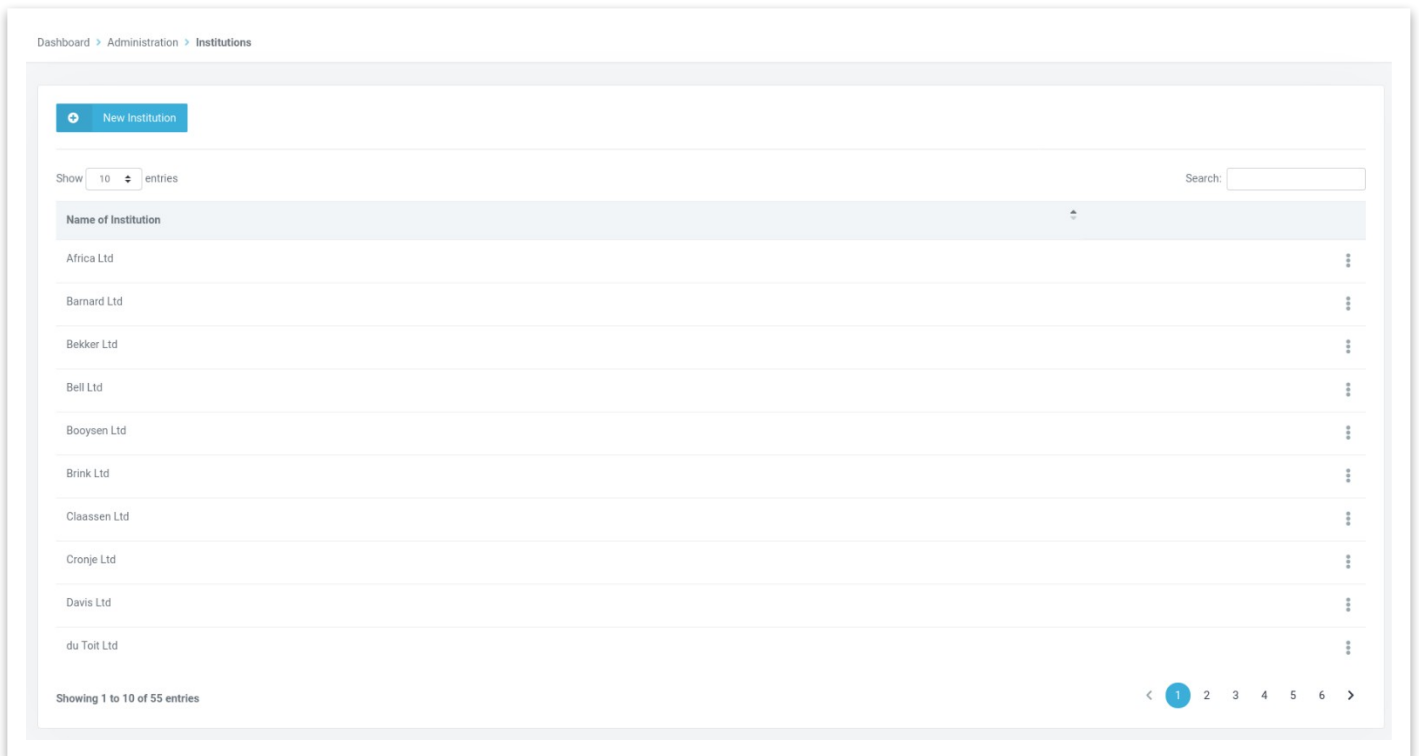 Dashboard > Administration > Institutions
New Institution
Show 10 entries
Search:
Name of Institution
Africa Ltd
Barnard Ltd
Bekker Ltd
Bell Ltd
Booysen Ltd
Brink Ltd
Claassen Ltd
Cronje Ltd
Davis Ltd
du Toit Ltd
Showing 1 to 10 of 55 entries
< 1 2 3 4 5 6 >